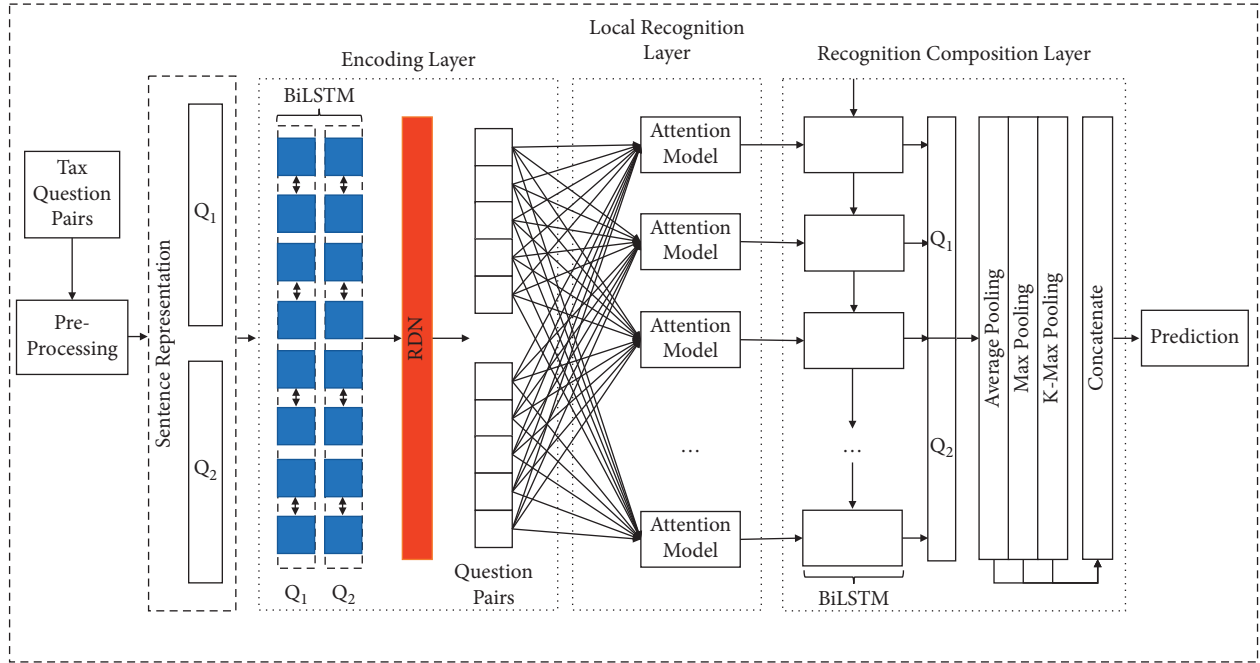 Tax
Question
Pairs
Pre-
Processing
Sentence Representation
Q1
Q2
Encoding Layer
BiLSTM
Q1
Q2
RDN
Question
Pairs
Local Recognition
Layer
Attention
Model
Attention
Model
Attention
Model
...
Attention
Model
Recognition Composition Layer
...
BiLSTM
Q1
Q2
Average Pooling
Max Pooling
K-Max Pooling
Concatenate
Prediction